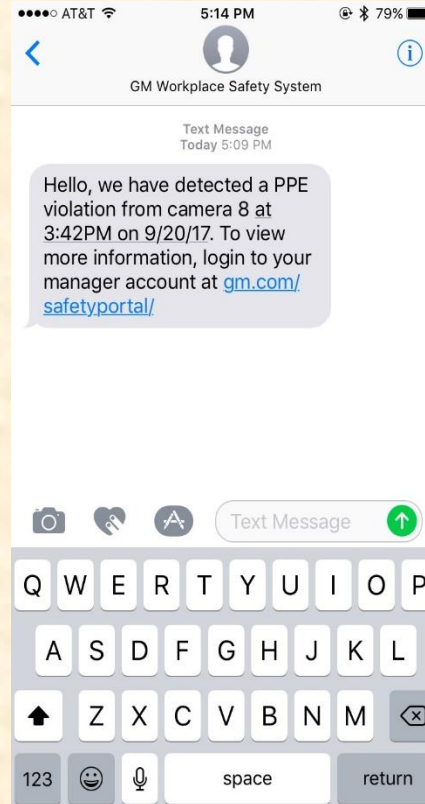 AT&T 5:14 PM 79%
GM Workplace Safety System
Text Message
Today 5:09 PM
Hello, we have detected a PPE
violation from camera 8 at
3:42PM on 9/20/17. To view
more information, login to your
manager account at gm.com/
safetyportal/
Text Message
Q W E R T Y U I O P
A S D F G H J K L
Z X C V B N M
123 space return